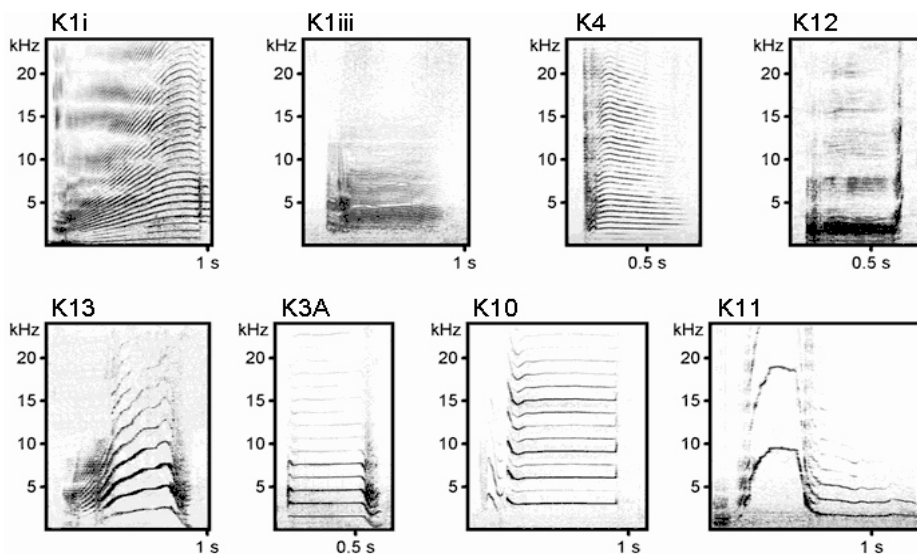 K1i K1iii K4 K12
kHz kHz kHz kHz
20 20 20 20
15 15 15 15
10 10 10 10
5 5 5 5
1 s 1 s 0.5 s 0.5 s
K13 K3A K10 K11
kHz kHz kHz kHz
20 20 20 20
15 15 15 15
10 10 10 10
5 5 5 5
1 s 0.5 s 1 s 1 s